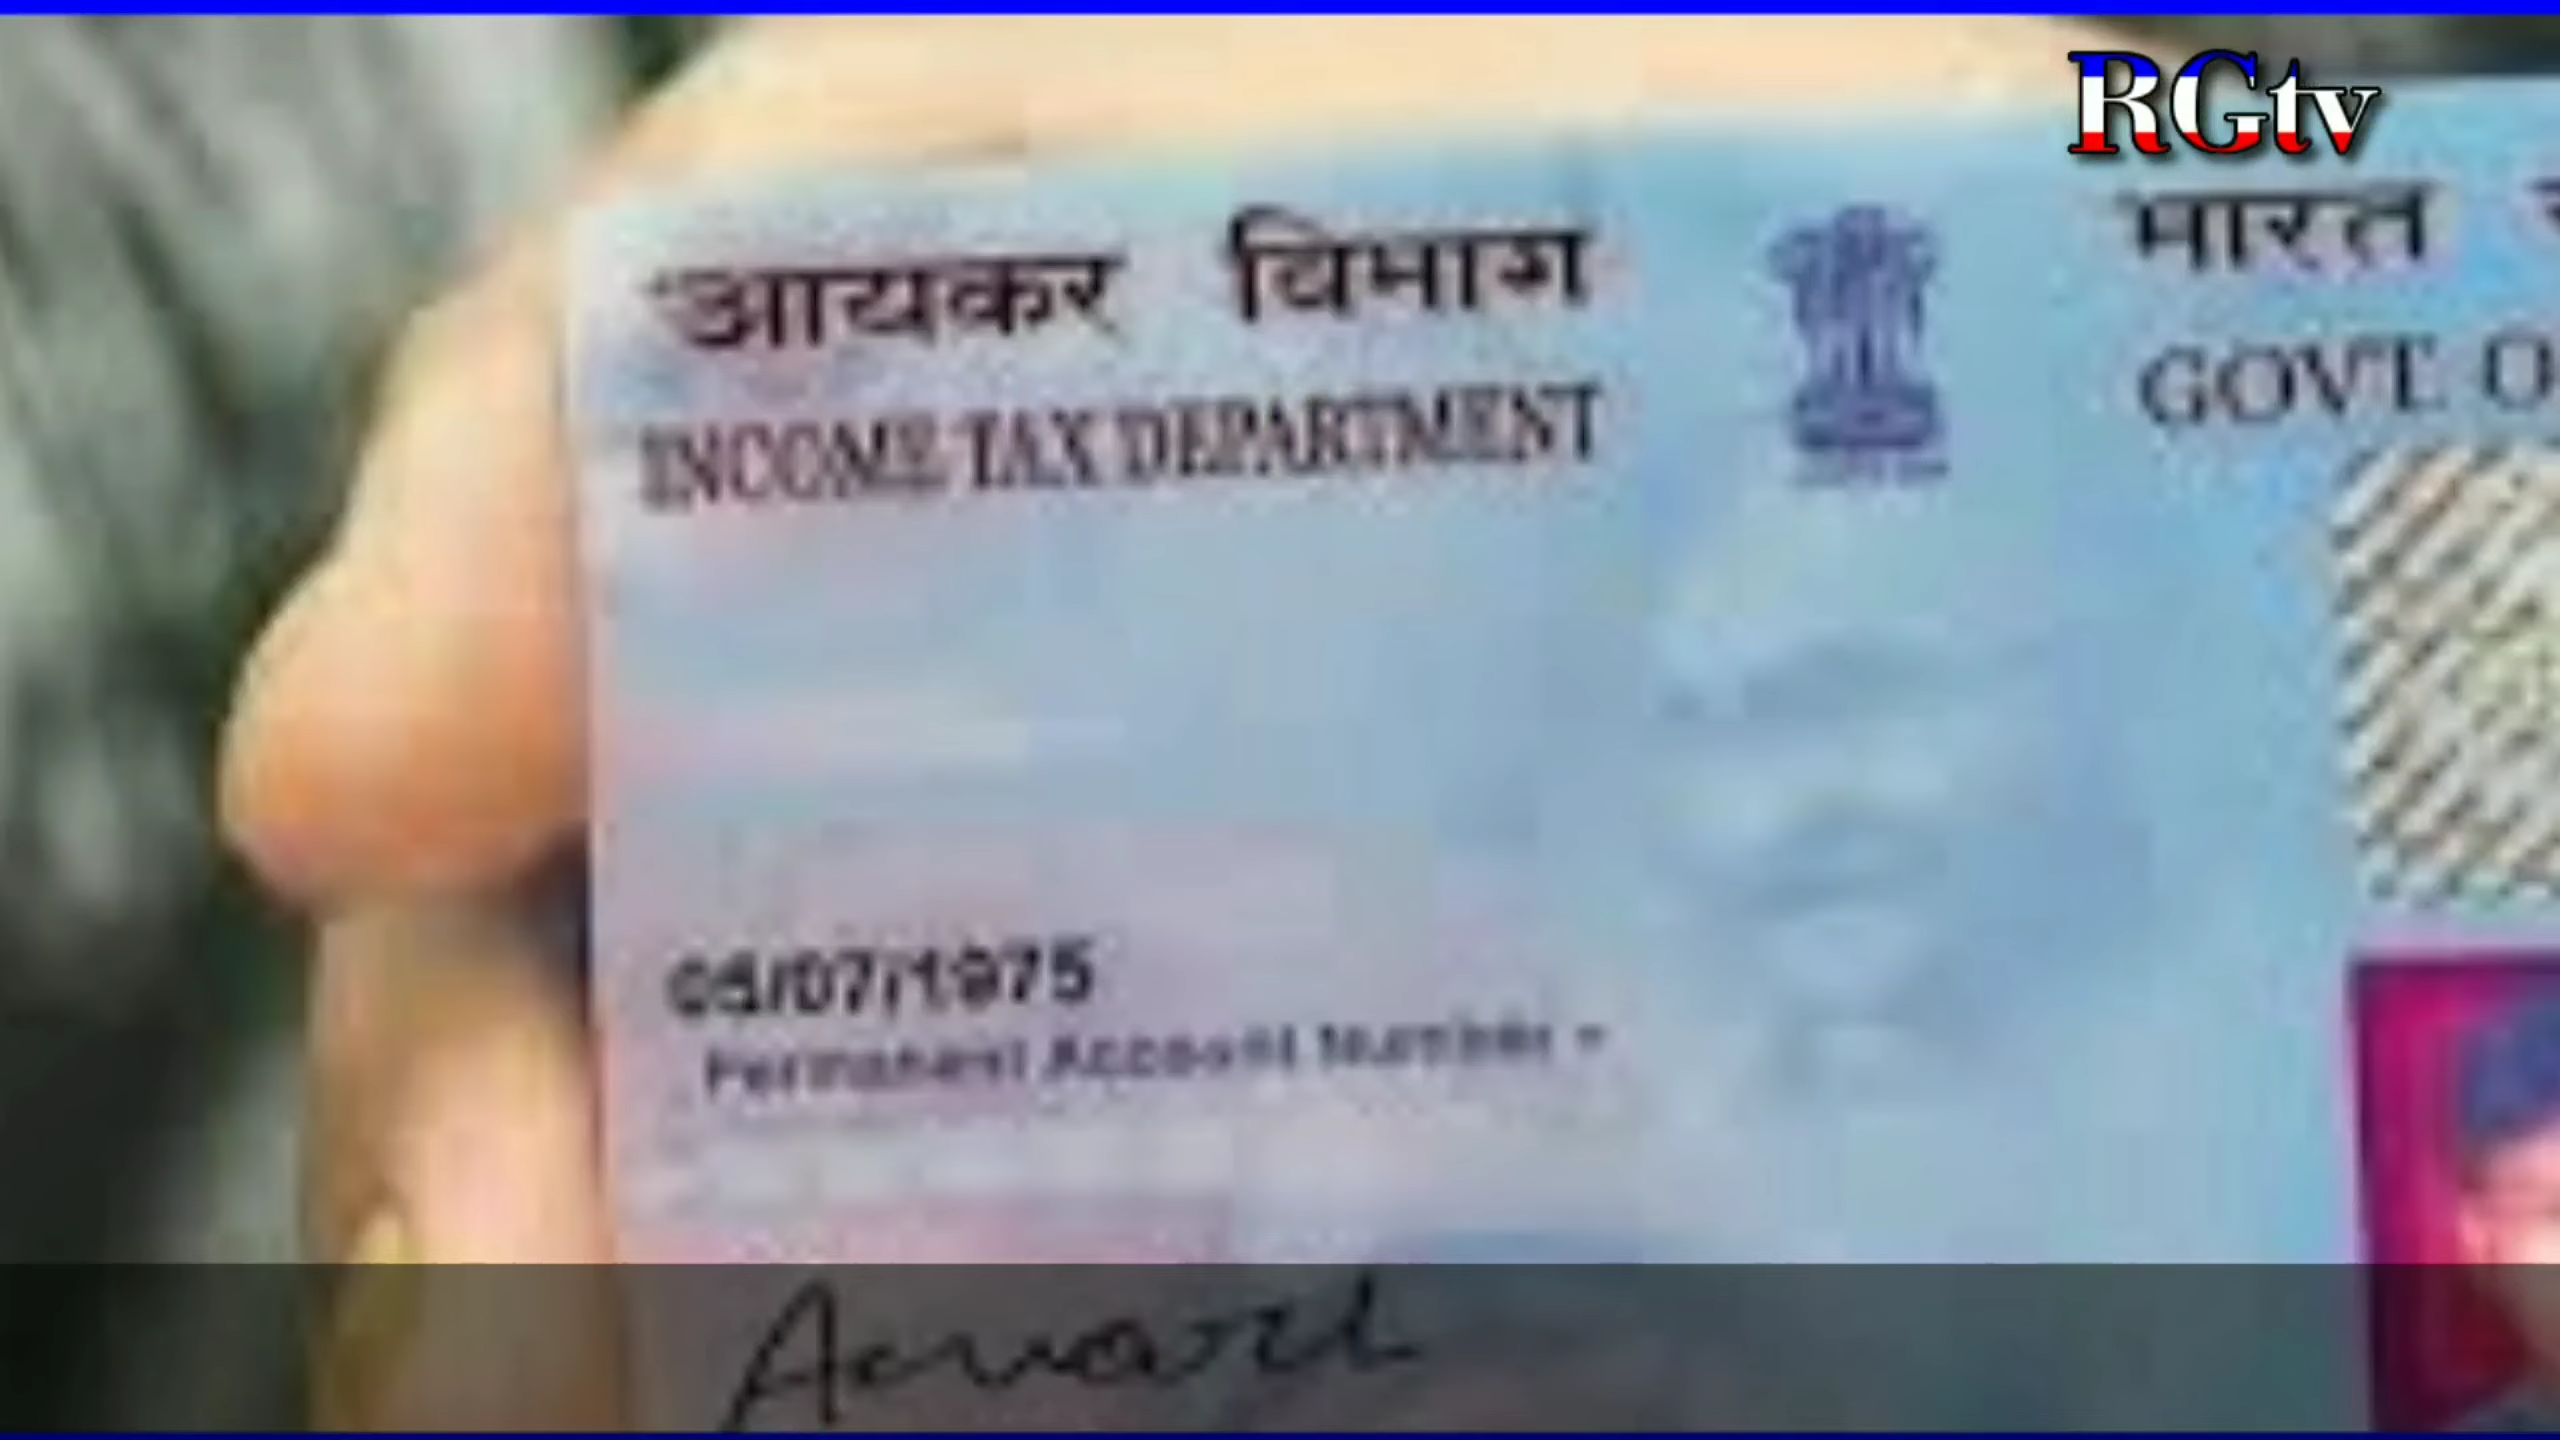 RGtv
आयकर विभाग
भारत
INCOME TAX DEPARTMENT
GOVT. O
05/07/1975
Permanent Account Number